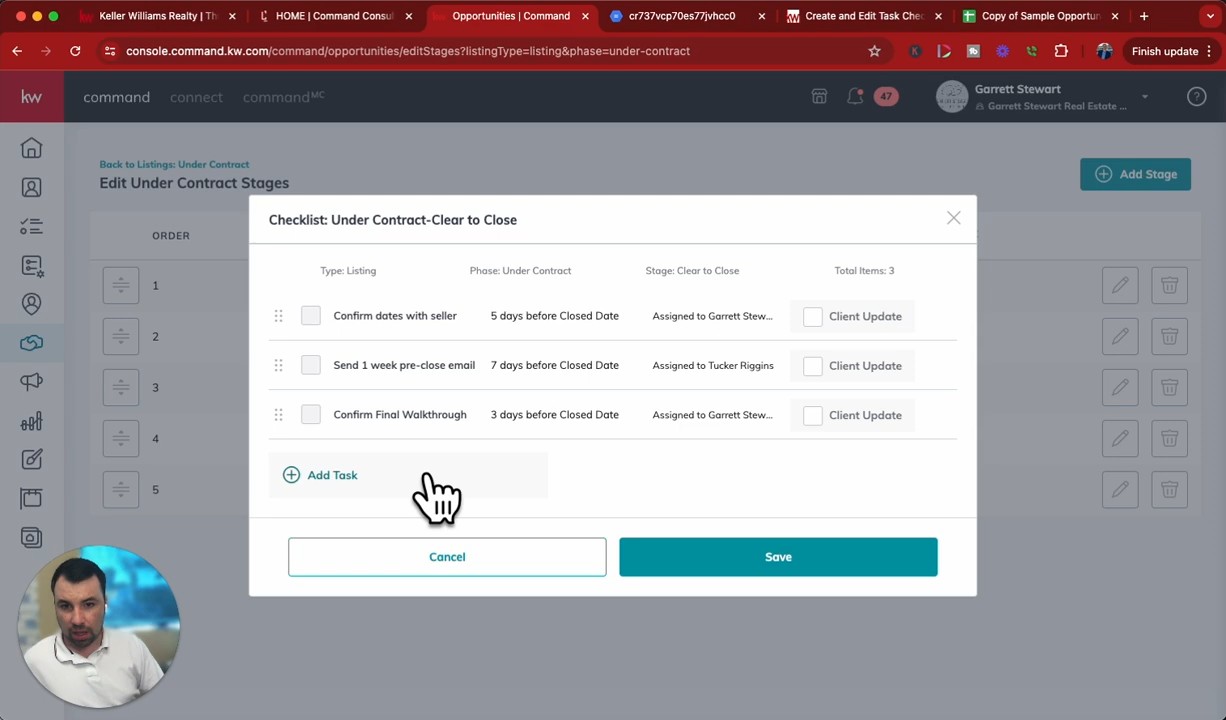 Keller Williams Realty | Th
HOME | Command Consul
Opportunities | Command
cr737vcp70es77jvhcc0
Create and Edit Task Chec
Copy of Sample Opportun
console.command.kw.com/command/opportunities/editStages?listingType=listing&phase=under-contract
Finish update
kw
command
connect
command MC
47
Garrett Stewart
Garrett Stewart Real Estate ...
Back to Listings: Under Contract
Edit Under Contract Stages
Add Stage
ORDER
1
2
3
4
5
Checklist: Under Contract-Clear to Close
Type: Listing
Phase: Under Contract
Stage: Clear to Close
Total Items: 3
Confirm dates with seller
5 days before Closed Date
Assigned to Garrett Stew...
Client Update
Send 1 week pre-close email
7 days before Closed Date
Assigned to Tucker Riggins
Client Update
Confirm Final Walkthrough
3 days before Closed Date
Assigned to Garrett Stew...
Client Update
Add Task
Cancel
Save